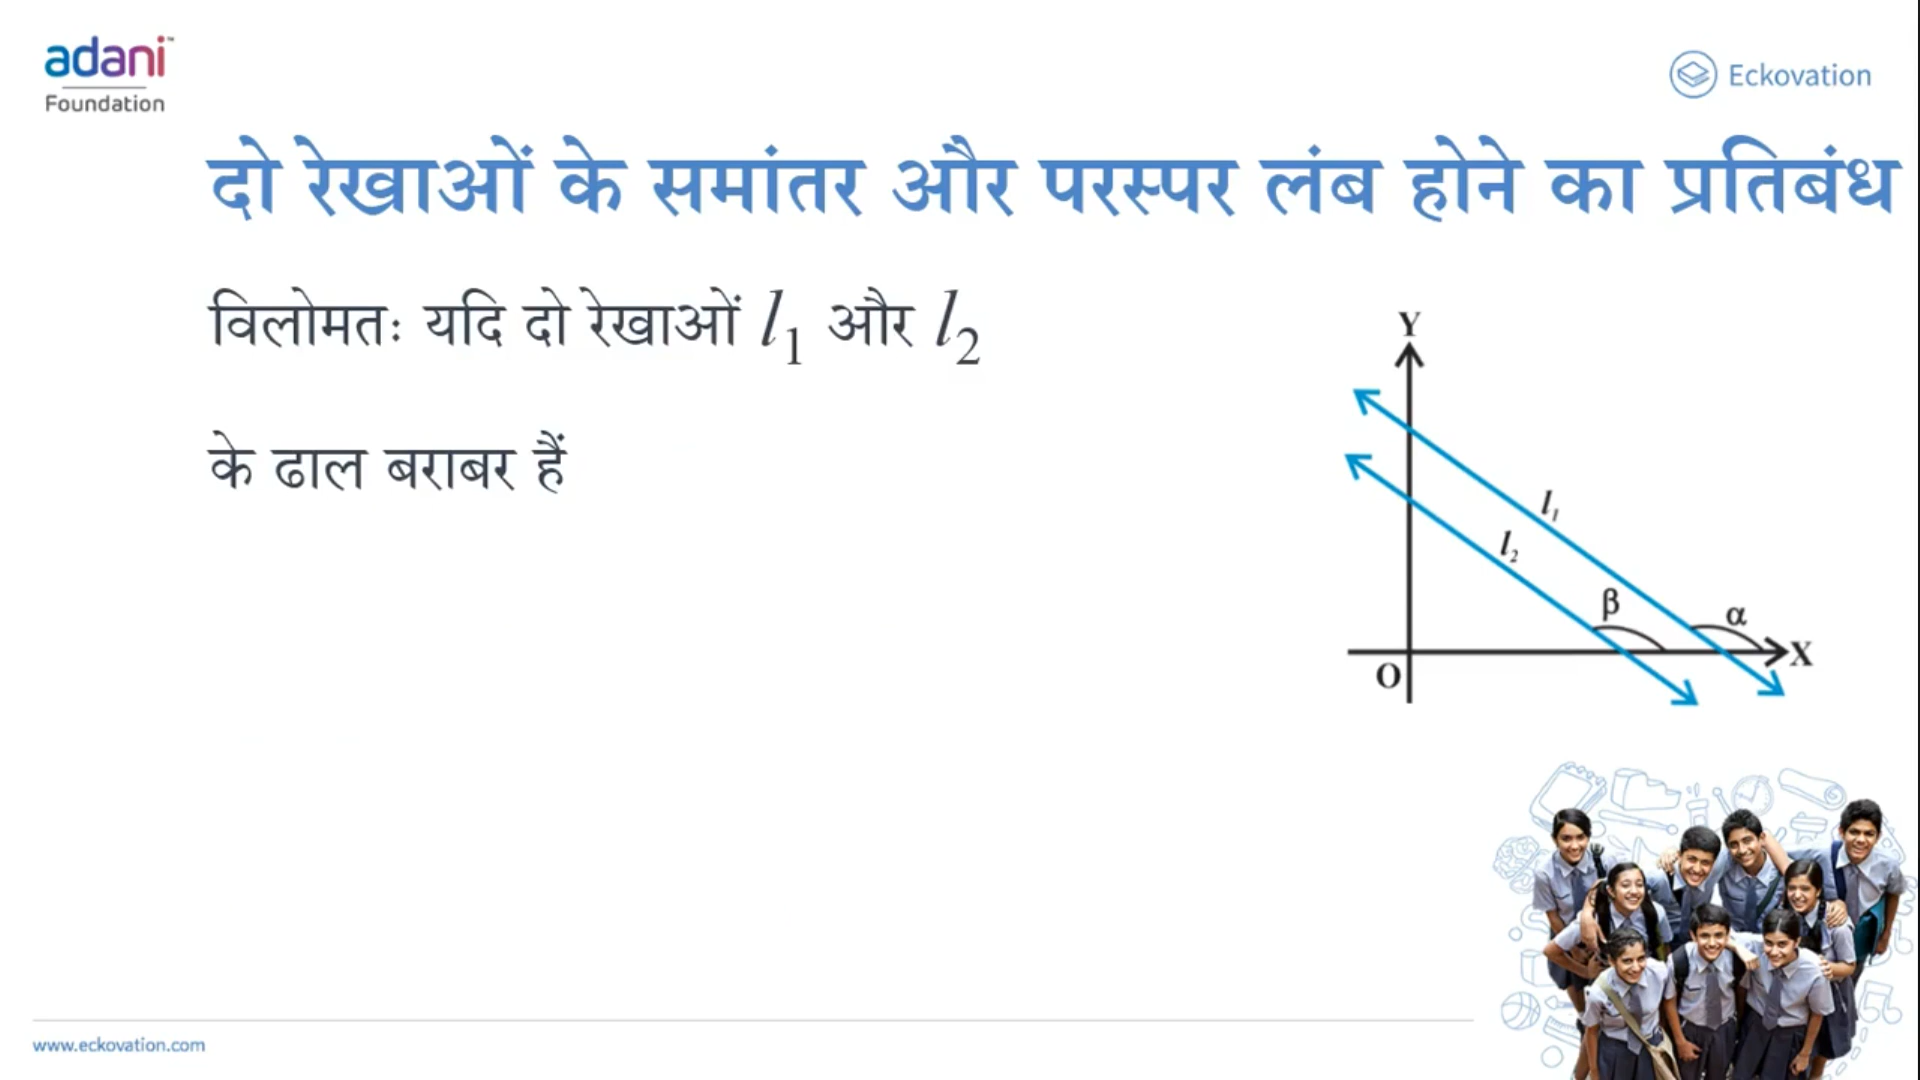 adani™
Foundation
Eckovation
दो रेखाओं के समांतर और परस्पर लंब होने का प्रतिबंध
विलोमतः यदि दो रेखाओं l₁ और l₂
के ढाल बराबर हैं
Y
l₁
l₂
β
α
X
O
www.eckovation.com